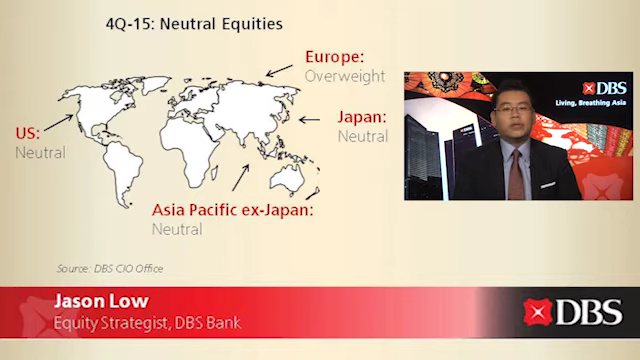 4Q-15: Neutral Equities
Europe:
Overweight
Japan:
Neutral
US:
Neutral
Asia Pacific ex-Japan:
Neutral
Source: DBS CIO Office
DBS
Living, Breathing Asia
Jason Low
Equity Strategist, DBS Bank
DBS